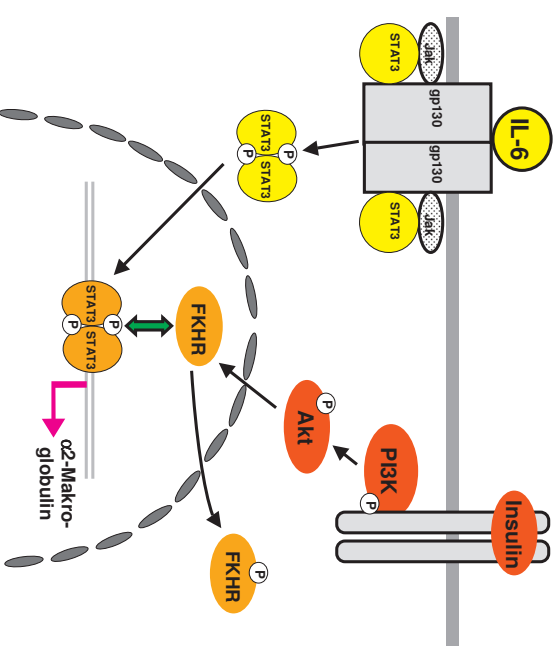 IL-6
Jak
STAT3
gp130
gp130
Jak
STAT3
STAT3
STAT3
P
P
Insulin
PI3K
P
Akt
P
FKHR
STAT3
STAT3
P
P
FKHR
P
α2-Makro-
globulin